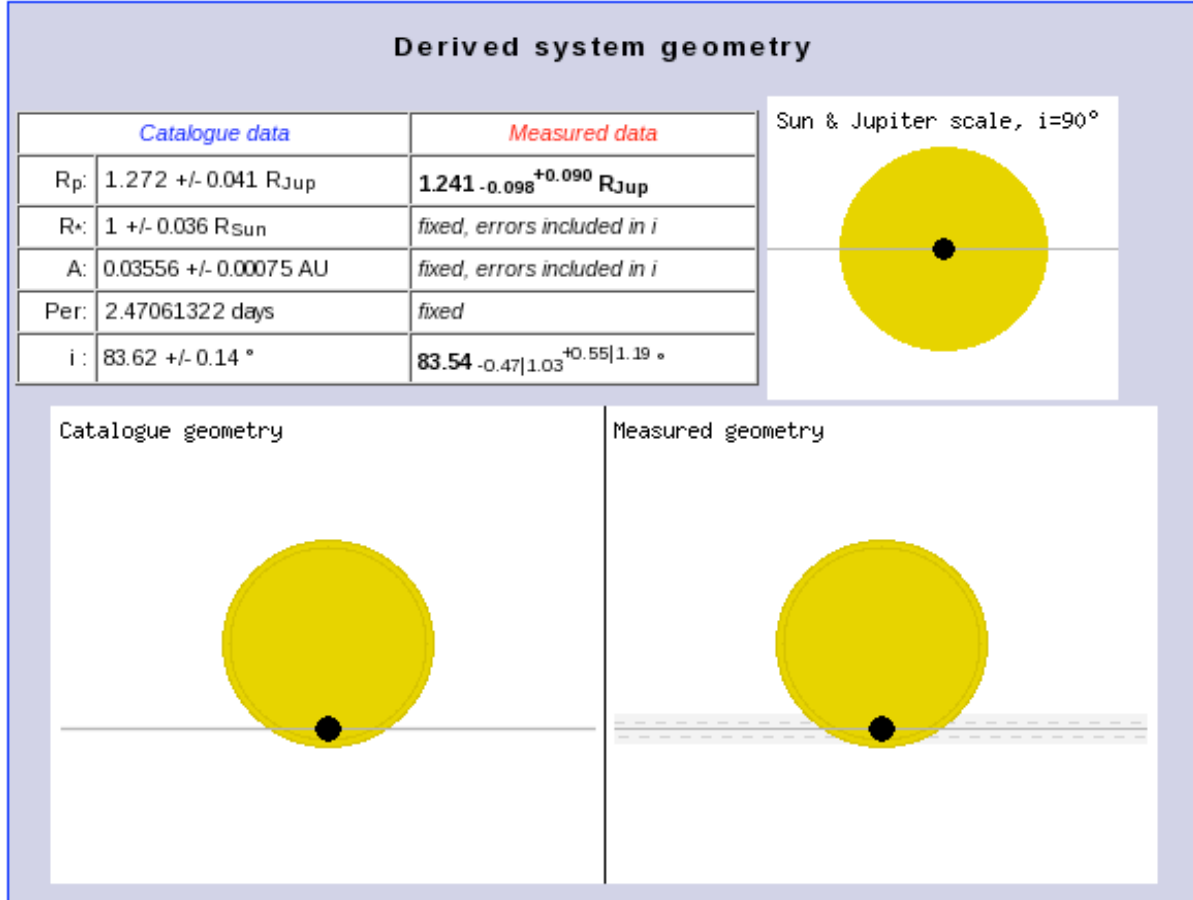 Derived system geometry
Catalogue data Measured data
Rp: 1.272 +/- 0.041 RJup 1.241 -0.098+0.090 RJup
R*: 1 +/- 0.036 RSun fixed, errors included in i
A: 0.03556 +/- 0.00075 AU fixed, errors included in i
Per: 2.47061322 days fixed
i : 83.62 +/- 0.14 ° 83.54 -0.47|1.03+0.55|1.19 °
Sun & Jupiter scale, i=90°
Catalogue geometry
Measured geometry